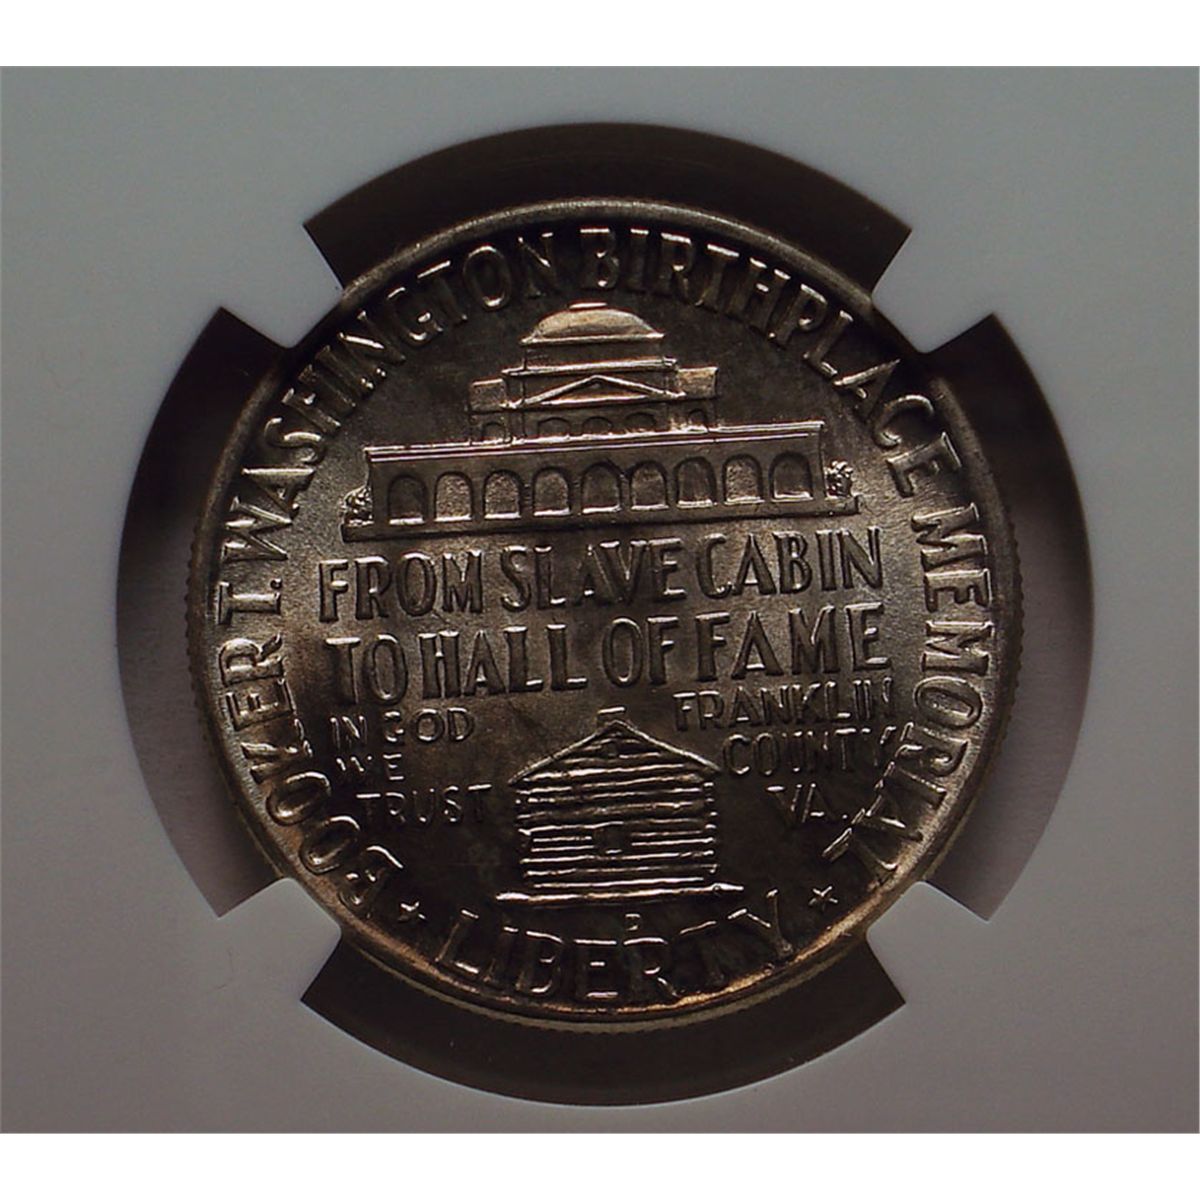 BOOKER T. WASHINGTON BIRTHPLACE MEMORIAL
FROM SLAVE CABIN
TO HALL OF FAME
IN GOD
WE
TRUST
FRANKLIN
COUNTY
VA.
D
LIBERTY